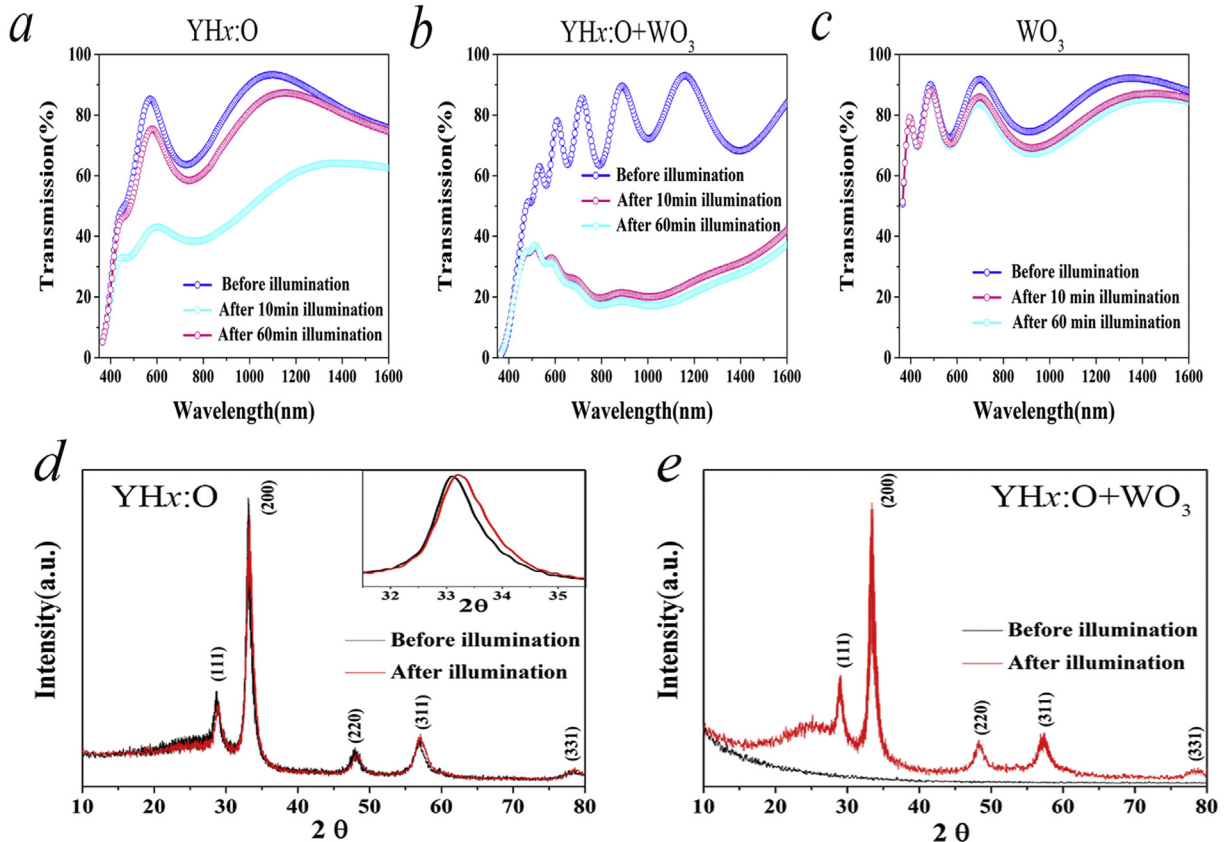 a
YHx:O
Transmission(%)
100
80
60
40
20
0
Before illumination
After 10min illumination
After 60min illumination
400 600 800 1000 1200 1400 1600
Wavelength(nm)
b
YHx:O+WO3
Transmission(%)
100
80
60
40
20
0
Before illumination
After 10min illumination
After 60min illumination
400 600 800 1000 1200 1400 1600
Wavelength(nm)
c
WO3
Transmission(%)
100
80
60
40
20
0
Before illumination
After 10 min illumination
After 60 min illumination
400 600 800 1000 1200 1400 1600
Wavelength(nm)
d
YHx:O
Intensity(a.u.)
(111)
(200)
(220)
(311)
(331)
32 33 34 35
2θ
Before illumination
After illumination
10 20 30 40 50 60 70 80
2 θ
e
YHx:O+WO3
Intensity(a.u.)
(111)
(200)
(220)
(311)
(331)
Before illumination
After illumination
10 20 30 40 50 60 70 80
2 θ